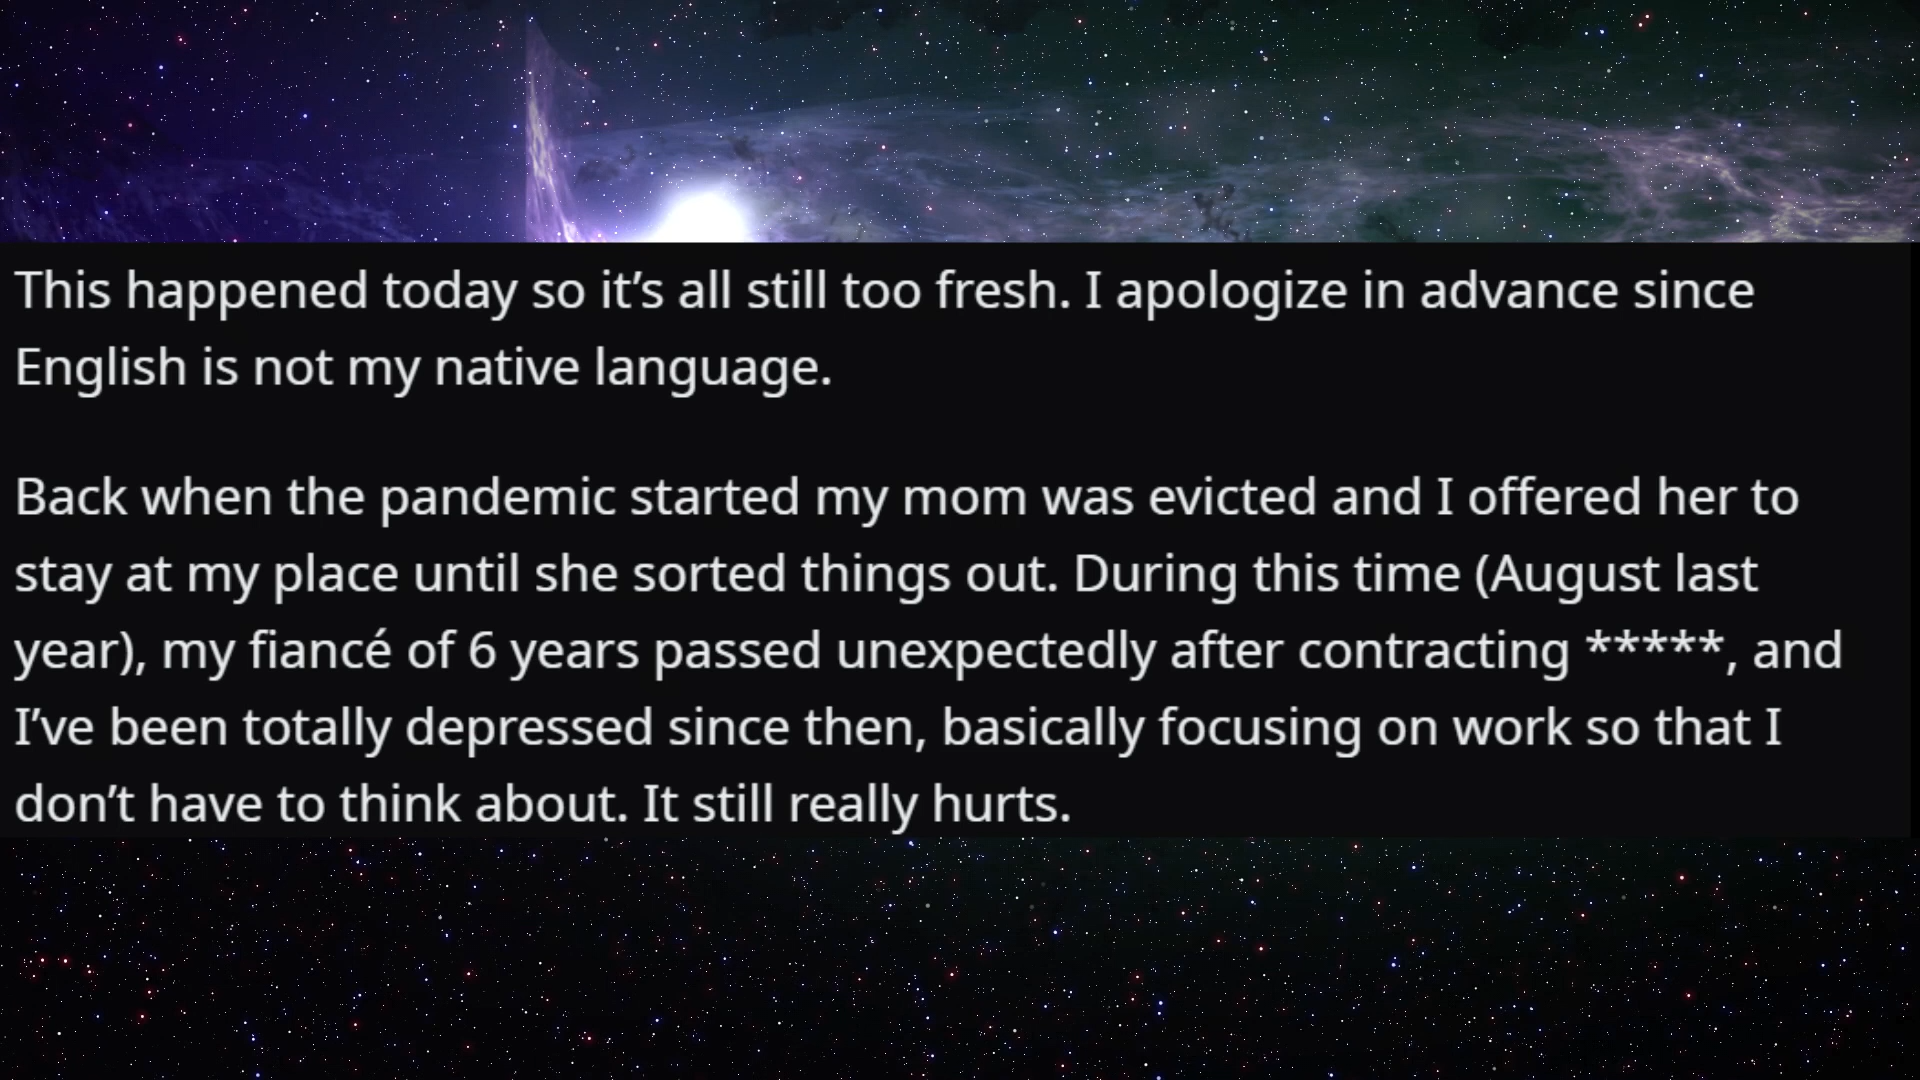 This happened today so it’s all still too fresh. I apologize in advance since
English is not my native language.
Back when the pandemic started my mom was evicted and I offered her to
stay at my place until she sorted things out. During this time (August last
year), my fiancé of 6 years passed unexpectedly after contracting *****, and
I’ve been totally depressed since then, basically focusing on work so that I
don’t have to think about. It still really hurts.